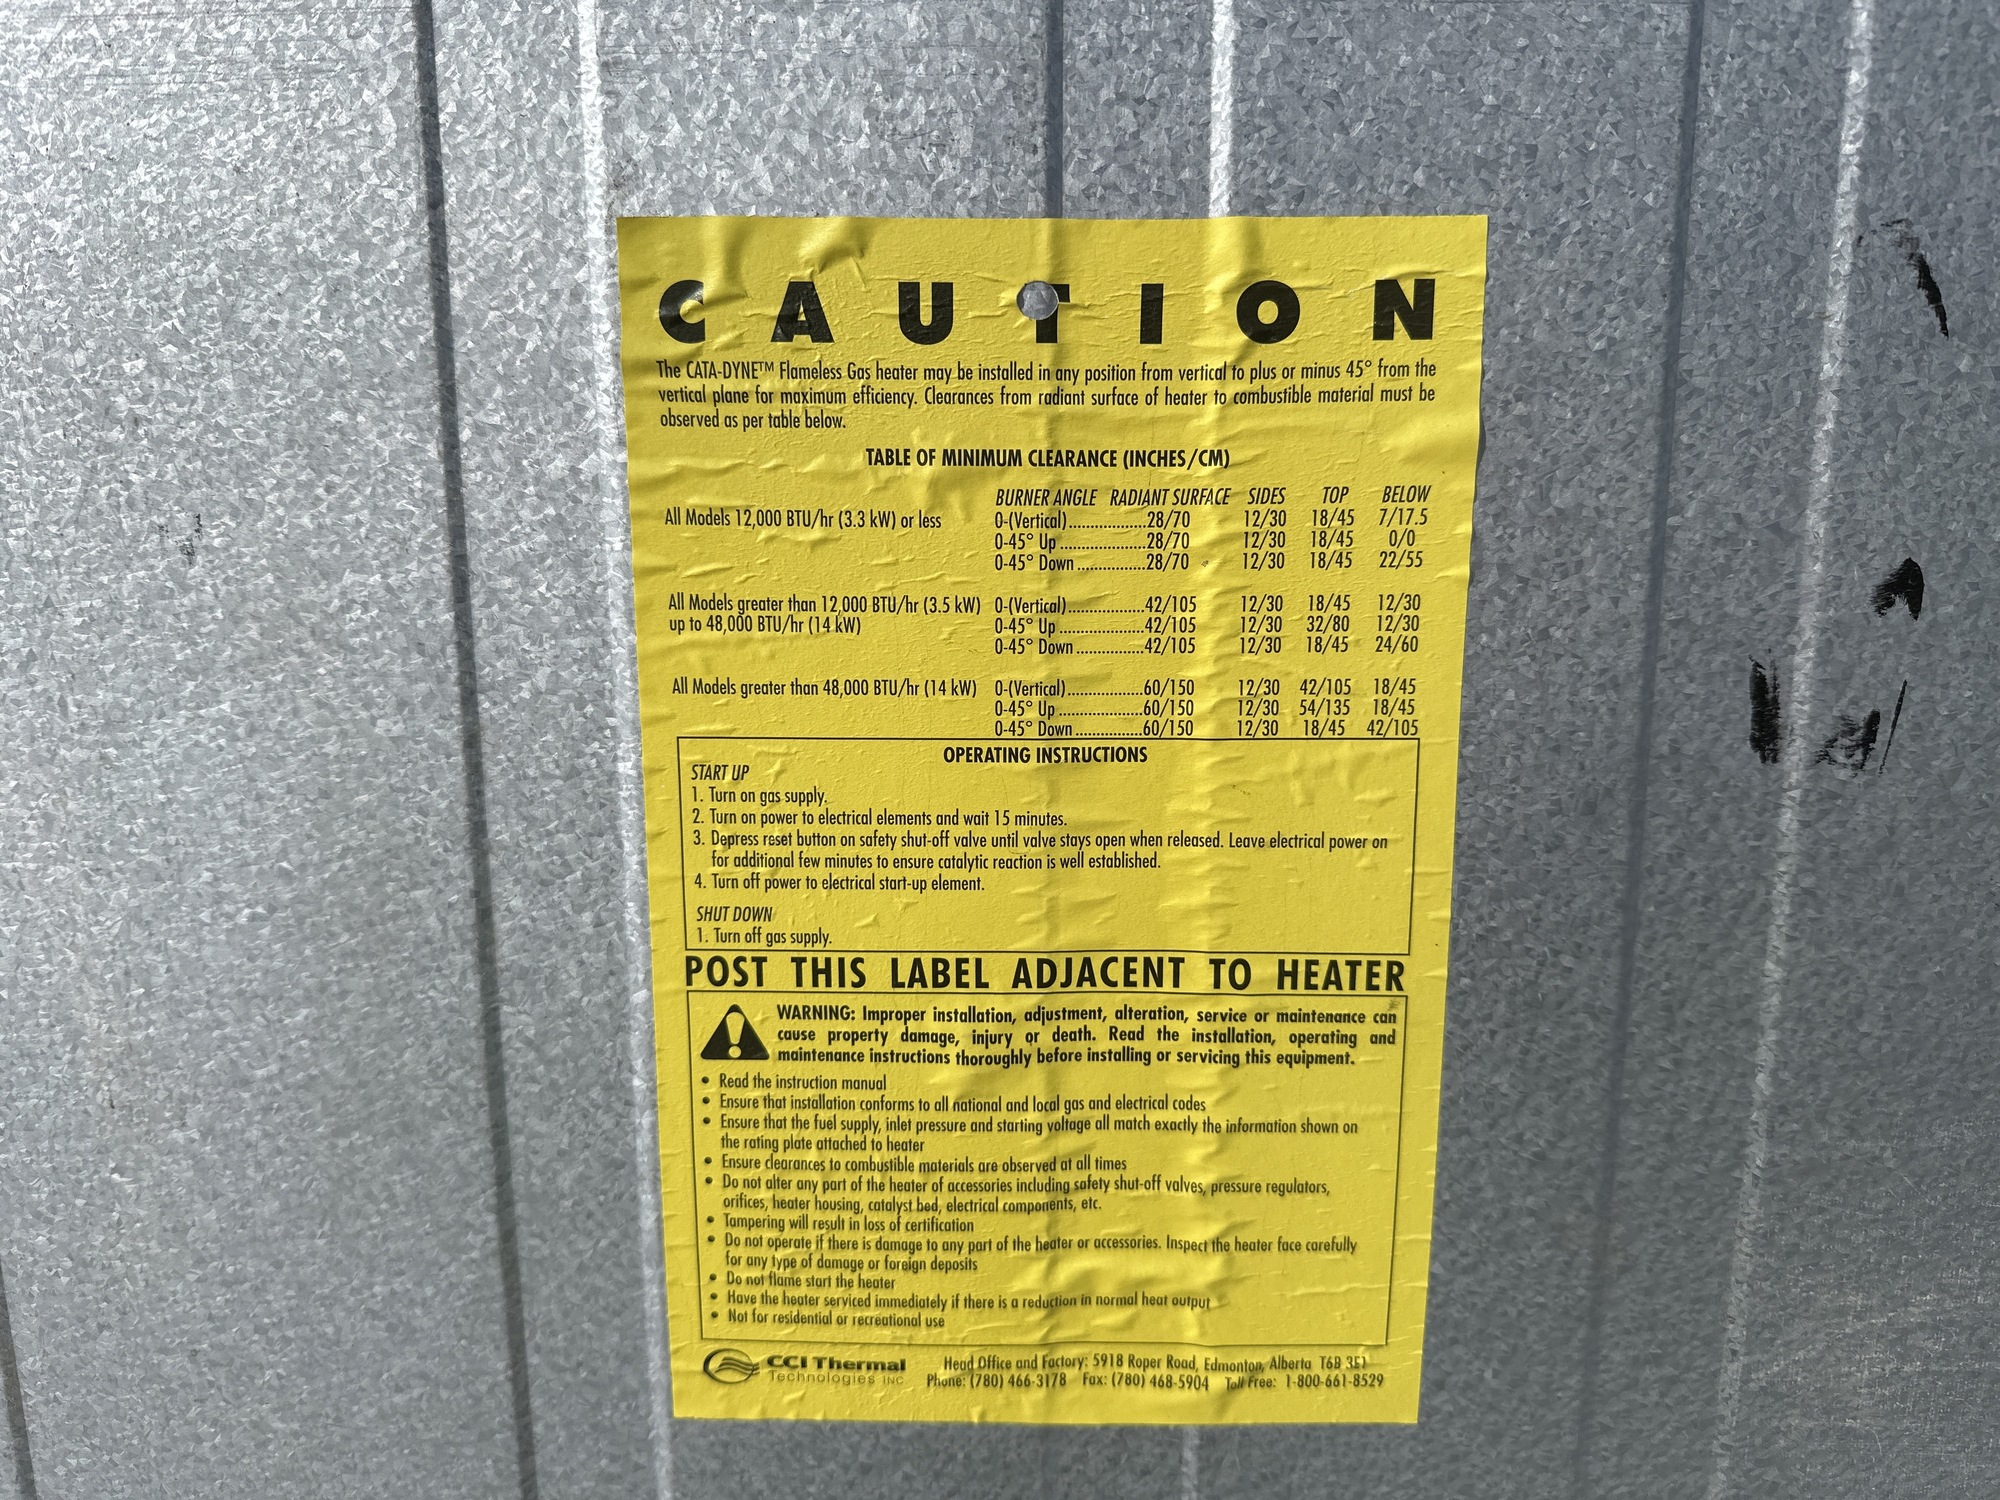 CAUTION
The CATA-DYNE™ Flameless Gas heater may be installed in any position from vertical to plus or minus 45° from the
vertical plane for maximum efficiency. Clearances from radiant surface of heater to combustible material must be
observed as per table below.
TABLE OF MINIMUM CLEARANCE (INCHES/CM)
BURNER ANGLE RADIANT SURFACE SIDES TOP BELOW
All Models 12,000 BTU/hr (3.3 kW) or less 0-(Vertical)..................28/70 12/30 18/45 7/17.5
0-45° Up ....................28/70 12/30 18/45 0/0
0-45° Down ................28/70 12/30 18/45 22/55
All Models greater than 12,000 BTU/hr (3.5 kW) 0-(Vertical)..................42/105 12/30 18/45 12/30
up to 48,000 BTU/hr (14 kW) 0-45° Up ....................42/105 12/30 32/80 12/30
0-45° Down ................42/105 12/30 18/45 24/60
All Models greater than 48,000 BTU/hr (14 kW) 0-(Vertical)..................60/150 12/30 42/105 18/45
0-45° Up ....................60/150 12/30 54/135 18/45
0-45° Down ................60/150 12/30 18/45 42/105
OPERATING INSTRUCTIONS
START UP
1. Turn on gas supply.
2. Turn on power to electrical elements and wait 15 minutes.
3. Depress reset button on safety shut-off valve until valve stays open when released. Leave electrical power on
for additional few minutes to ensure catalytic reaction is well established.
4. Turn off power to electrical start-up element.
SHUT DOWN
1. Turn off gas supply.
POST THIS LABEL ADJACENT TO HEATER
WARNING: Improper installation, adjustment, alteration, service or maintenance can
cause property damage, injury or death. Read the installation, operating and
maintenance instructions thoroughly before installing or servicing this equipment.
• Read the instruction manual
• Ensure that installation conforms to all national and local gas and electrical codes
• Ensure that the fuel supply, inlet pressure and starting voltage all match exactly the information shown on
the rating plate attached to heater
• Ensure clearances to combustible materials are observed at all times
• Do not alter any part of the heater of accessories including safety shut-off valves, pressure regulators,
orifices, heater housing, catalyst bed, electrical components, etc.
• Tampering will result in loss of certification
• Do not operate if there is damage to any part of the heater or accessories. Inspect the heater face carefully
for any type of damage or foreign deposits
• Do not flame start the heater
• Have the heater serviced immediately if there is a reduction in normal heat output
• Not for residential or recreational use
CCI Thermal Head Office and Factory: 5918 Roper Road, Edmonton, Alberta T6B 3E1
Technologies INC Phone: (780) 466-3178 Fax: (780) 468-5904 Toll Free: 1-800-661-8529